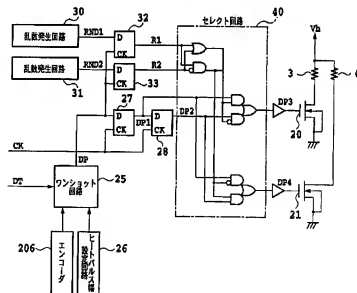 30
乱数発生回路
RND1
32
D
CK
R1
セレクト回路
40
Vh
乱数発生回路
RND2
31
D
CK
R2
33
3
27
D
CK
DP1
D
CK
28
DP2
DP3
20
CK
DP
DT
ワンショット回路
25
DP4
21
206
エンコーダ
26